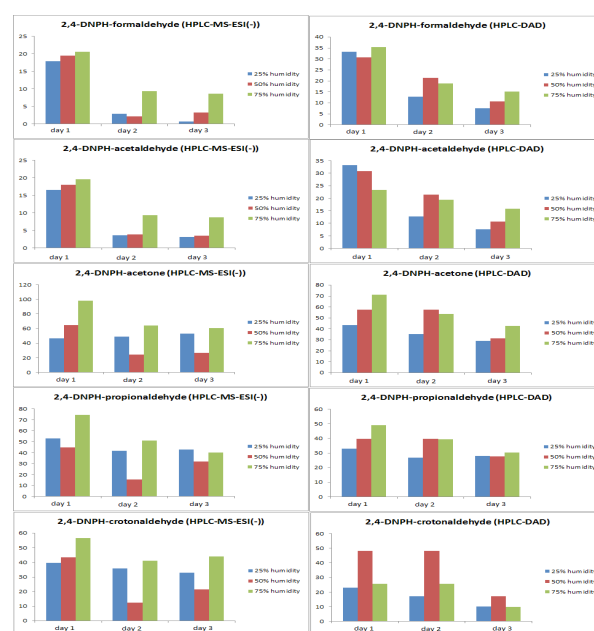 2,4-DNPH-formaldehyde (HPLC-MS-ESI(-))
25
20
15
10
5
0
day 1 day 2 day 3
25% humidity
50% humidity
75% humidity
2,4-DNPH-formaldehyde (HPLC-DAD)
40
35
30
25
20
15
10
5
0
day 1 day 2 day 3
25% humidity
50% humidity
75% humidity
2,4-DNPH-acetaldehyde (HPLC-MS-ESI(-))
25
20
15
10
5
0
day 1 day 2 day 3
25% humidity
50% humidity
75% humidity
2,4-DNPH-acetaldehyde (HPLC-DAD)
35
30
25
20
15
10
5
0
day 1 day 2 day 3
25% humidity
50% humidity
75% humidity
2,4-DNPH-acetone (HPLC-MS-ESI(-))
120
100
80
60
40
20
0
day 1 day 2 day 3
25% humidity
50% humidity
75% humidity
2,4-DNPH-acetone (HPLC-DAD)
80
70
60
50
40
30
20
10
0
day 1 day 2 day 3
25% humidity
50% humidity
75% humidity
2,4-DNPH-propionaldehyde (HPLC-MS-ESI(-))
80
70
60
50
40
30
20
10
0
day 1 day 2 day 3
25% humidity
50% humidity
75% humidity
2,4-DNPH-propionaldehyde (HPLC-DAD)
60
50
40
30
20
10
0
day 1 day 2 day 3
25% humidity
50% humidity
75% humidity
2,4-DNPH-crotonaldehyde (HPLC-MS-ESI(-))
60
50
40
30
20
10
0
day 1 day 2 day 3
25% humidity
50% humidity
75% humidity
2,4-DNPH-crotonaldehyde (HPLC-DAD)
60
50
40
30
20
10
0
day 1 day 2 day 3
25% humidity
50% humidity
75% humidity